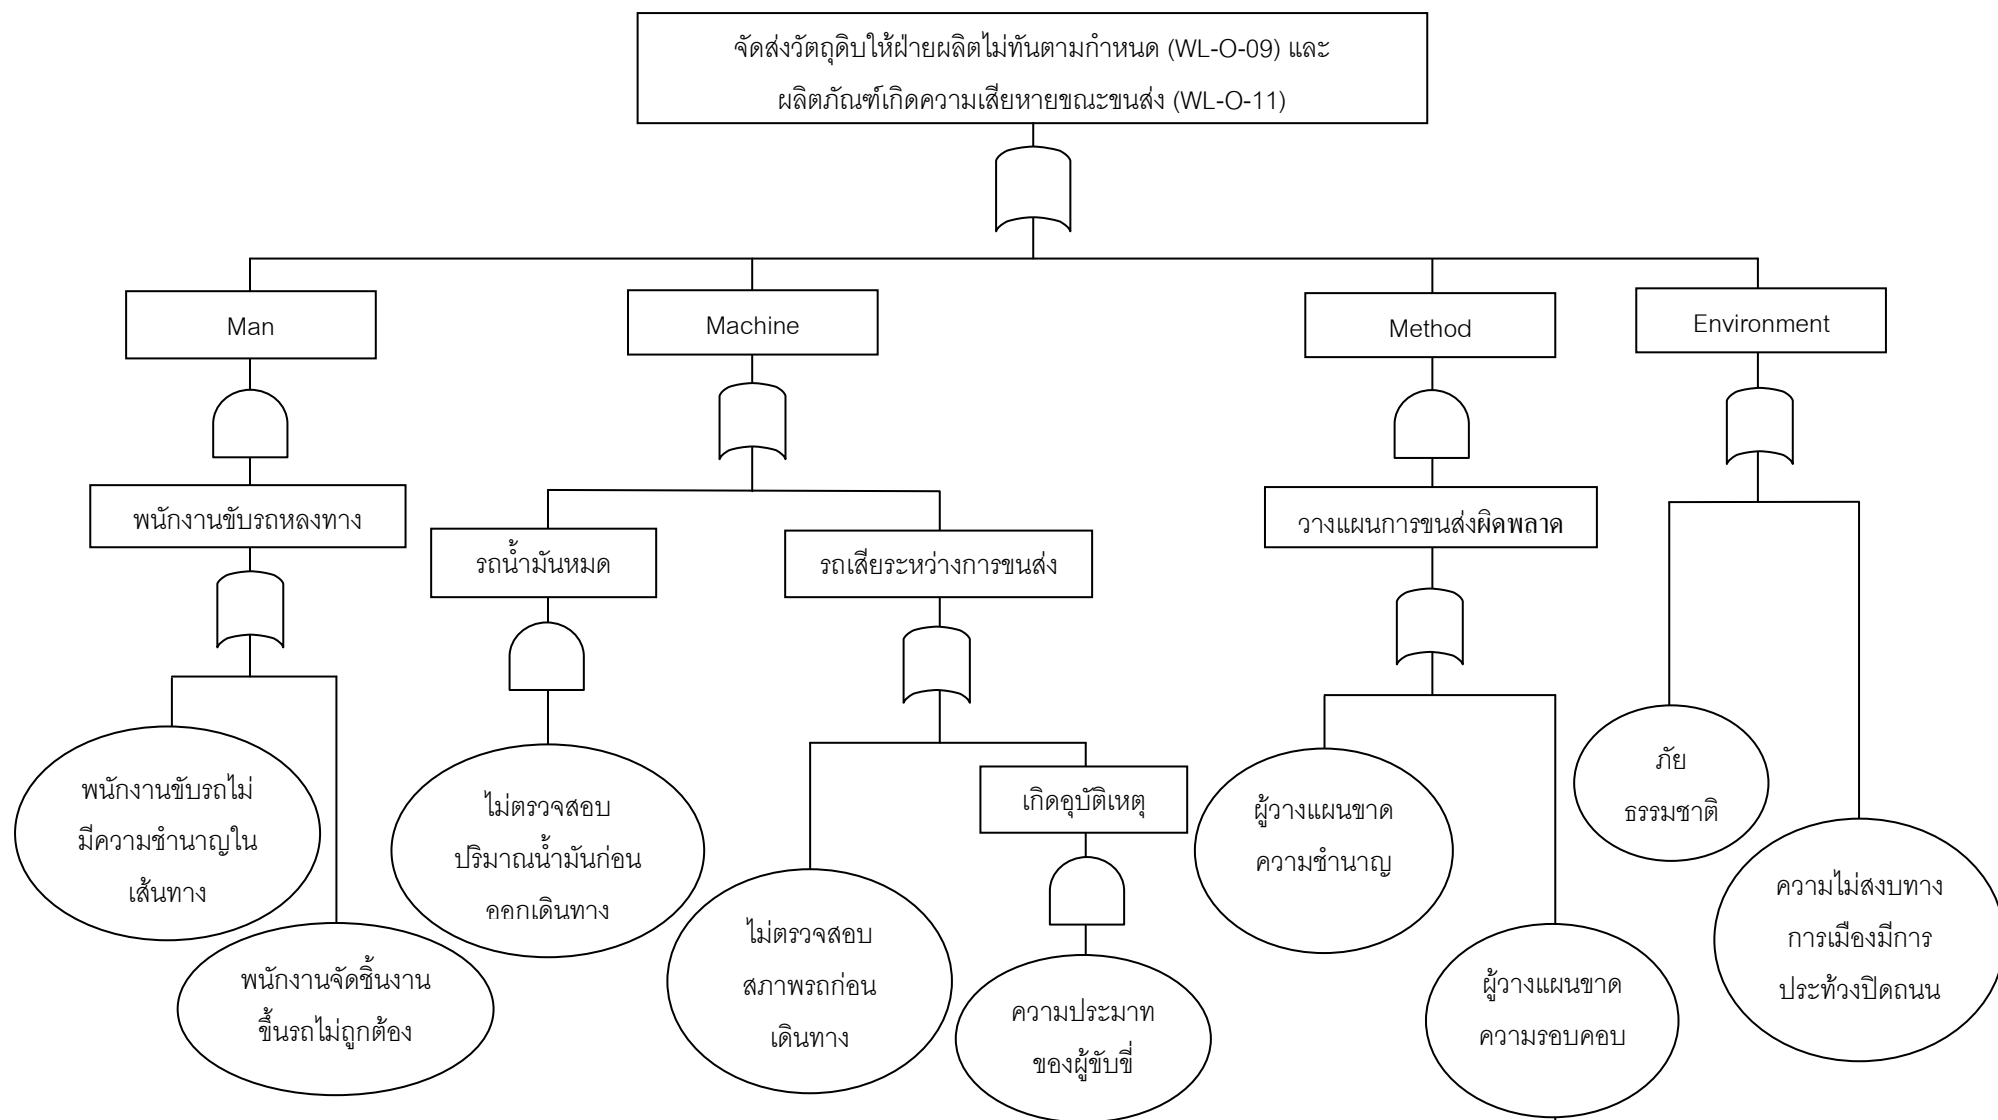 จัดส่งวัตถุดิบให้ฝ่ายผลิตไม่ทันตามกำหนด (WL-O-09) และ
ผลิตภัณฑ์เกิดความเสียหายขณะขนส่ง (WL-O-11)
Man
Machine
Method
Environment
พนักงานขับรถหลงทาง
รถน้ำมันหมด
รถเสียระหว่างการขนส่ง
วางแผนการขนส่งผิดพลาด
พนักงานขับรถไม่
มีความชำนาญใน
เส้นทาง
พนักงานจัดชิ้นงาน
ขึ้นรถไม่ถูกต้อง
ไม่ตรวจสอบ
ปริมาณน้ำมันก่อน
ออกเดินทาง
ไม่ตรวจสอบ
สภาพรถก่อน
เดินทาง
เกิดอุบัติเหตุ
ความประมาท
ของผู้ขับขี่
ผู้วางแผนขาด
ความชำนาญ
ผู้วางแผนขาด
ความรอบคอบ
ภัย
ธรรมชาติ
ความไม่สงบทาง
การเมืองมีการ
ประท้วงปิดถนน